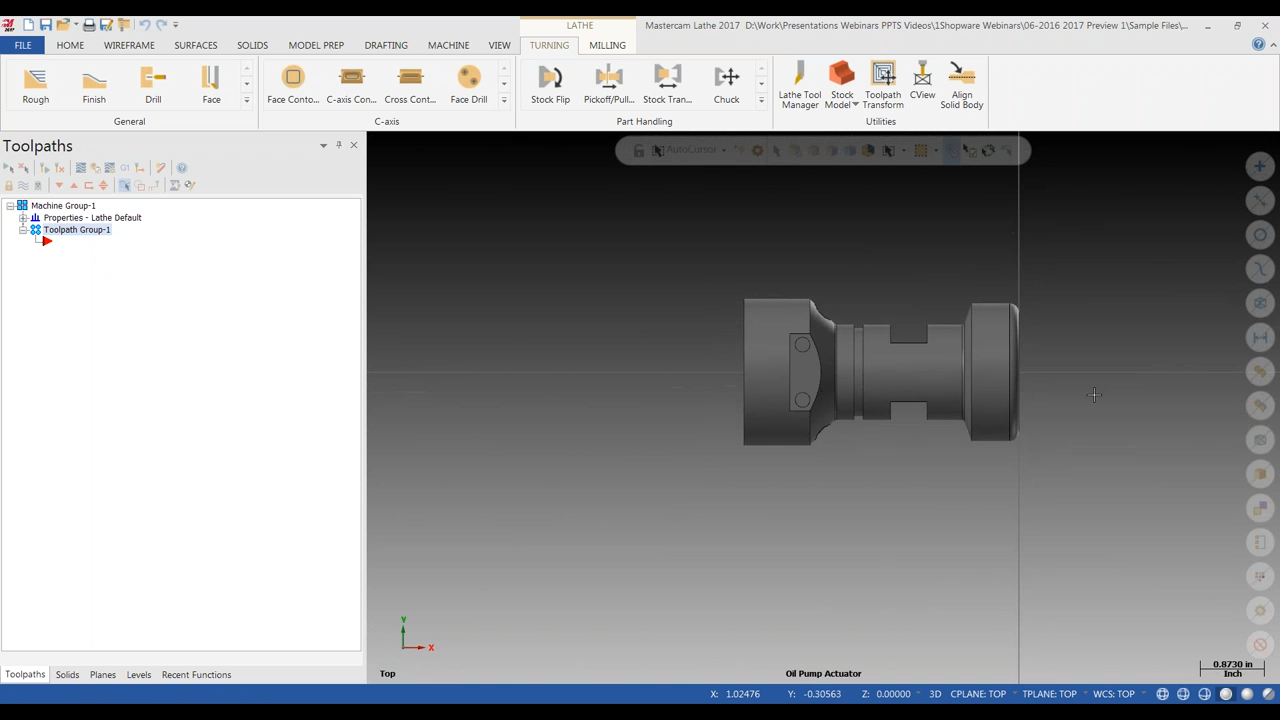 LATHE
Mastercam Lathe 2017 D:\Work\Presentations Webinars PPTS Videos\1Shopware Webinars\06-2016 2017 Preview 1\Sample Files\...
FILE HOME WIREFRAME SURFACES SOLIDS MODEL PREP DRAFTING MACHINE VIEW TURNING MILLING
Rough Finish Drill Face Face Conto... C-axis Con... Cross Cont... Face Drill Stock Flip Pickoff/Pull... Stock Tran... Chuck Lathe Tool Manager Stock Model Toolpath Transform CView Align Solid Body
General C-axis Part Handling Utilities
Toolpaths
AutoCursor
G1
Machine Group-1
Properties - Lathe Default
Toolpath Group-1
Y
X
Top
Oil Pump Actuator
0.8730 in
Inch
Toolpaths Solids Planes Levels Recent Functions
X: 1.02476 Y: -0.30563 Z: 0.00000 3D CPLANE: TOP TPLANE: TOP WCS: TOP